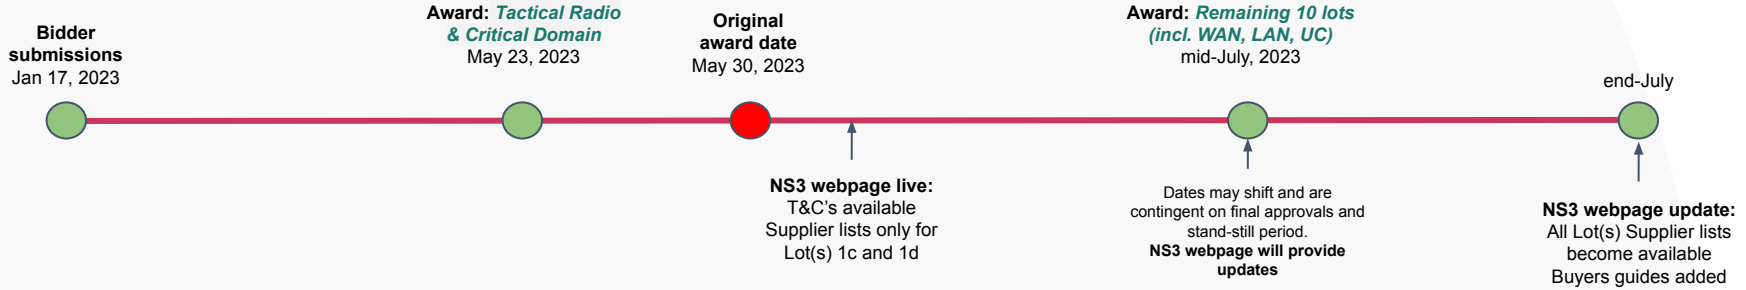 Bidder
submissions
Jan 17, 2023
Award: Tactical Radio
& Critical Domain
May 23, 2023
Original
award date
May 30, 2023
Award: Remaining 10 lots
(incl. WAN, LAN, UC)
mid-July, 2023
end-July
NS3 webpage live:
T&C's available
Supplier lists only for
Lot(s) 1c and 1d
Dates may shift and are
contingent on final approvals and
stand-still period.
NS3 webpage will provide
updates
NS3 webpage update:
All Lot(s) Supplier lists
become available
Buyers guides added